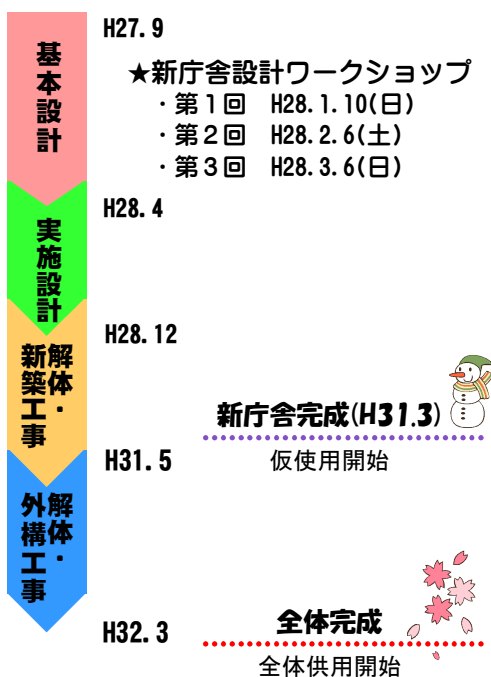 基本設計
H27.9
★新庁舎設計ワークショップ
・第1回 H28.1.10(日)
・第2回 H28.2.6(土)
・第3回 H28.3.6(日)
実施設計
H28.4
解体・
新築工事
H28.12
新庁舎完成(H31.3)
仮使用開始
解体・
外構工事
H31.5
H32.3
全体完成
全体供用開始